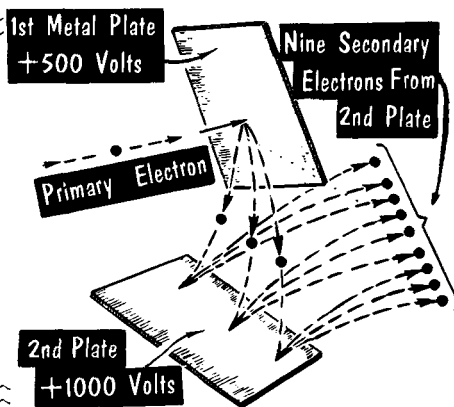 1st Metal Plate
+500 Volts
Nine Secondary
Electrons From
2nd Plate
Primary Electron
2nd Plate
+1000 Volts